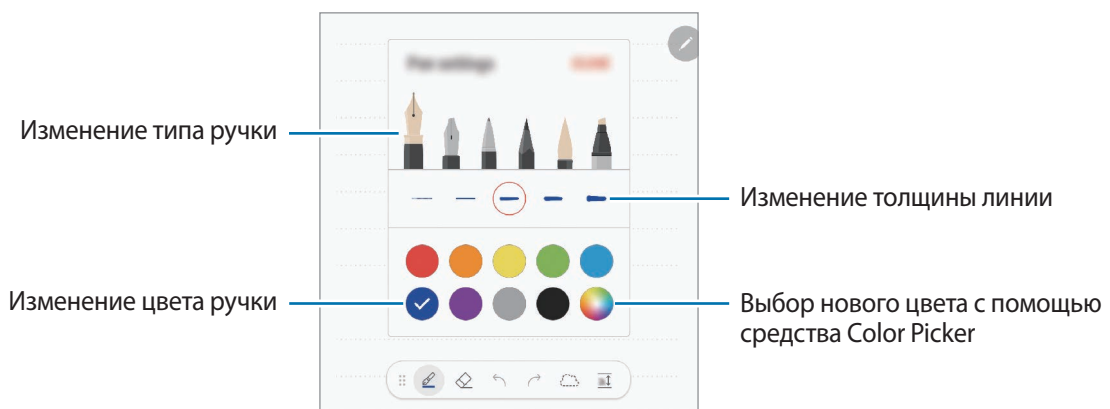 Изменение типа ручки
Изменение толщины линии
Изменение цвета ручки
Выбор нового цвета с помощью
средства Color Picker